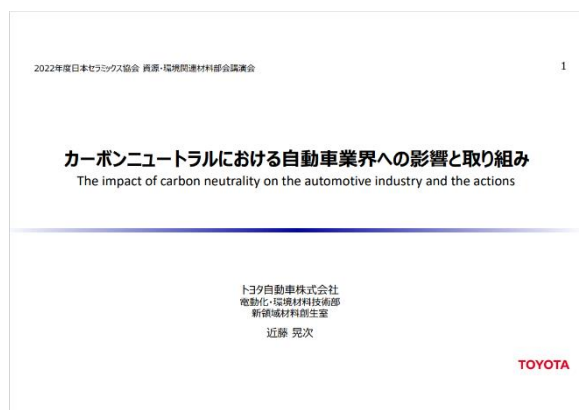 2022年度日本セラミックス協会 資源・環境関連材料部会講演会
1
カーボンニュートラルにおける自動車業界への影響と取り組み
The impact of carbon neutrality on the automotive industry and the actions
トヨタ自動車株式会社
電動化・環境材料技術部
新領域材料創生室
近藤 晃次
TOYOTA